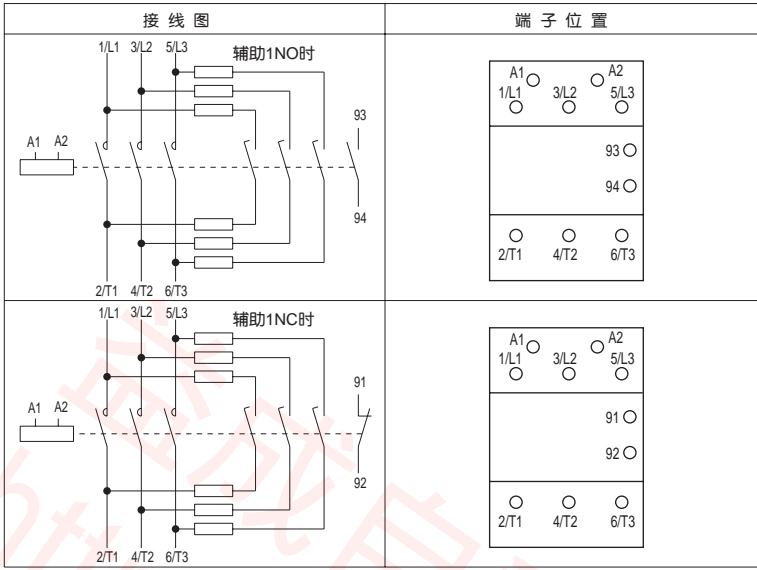 接线图
端子位置
1/L1 3/L2 5/L3
辅助1NO时
93
A1 A2
94
2/T1 4/T2 6/T3
A1 A2
1/L1 3/L2 5/L3
93
94
2/T1 4/T2 6/T3
1/L1 3/L2 5/L3
辅助1NC时
91
A1 A2
92
2/T1 4/T2 6/T3
A1 A2
1/L1 3/L2 5/L3
91
92
2/T1 4/T2 6/T3